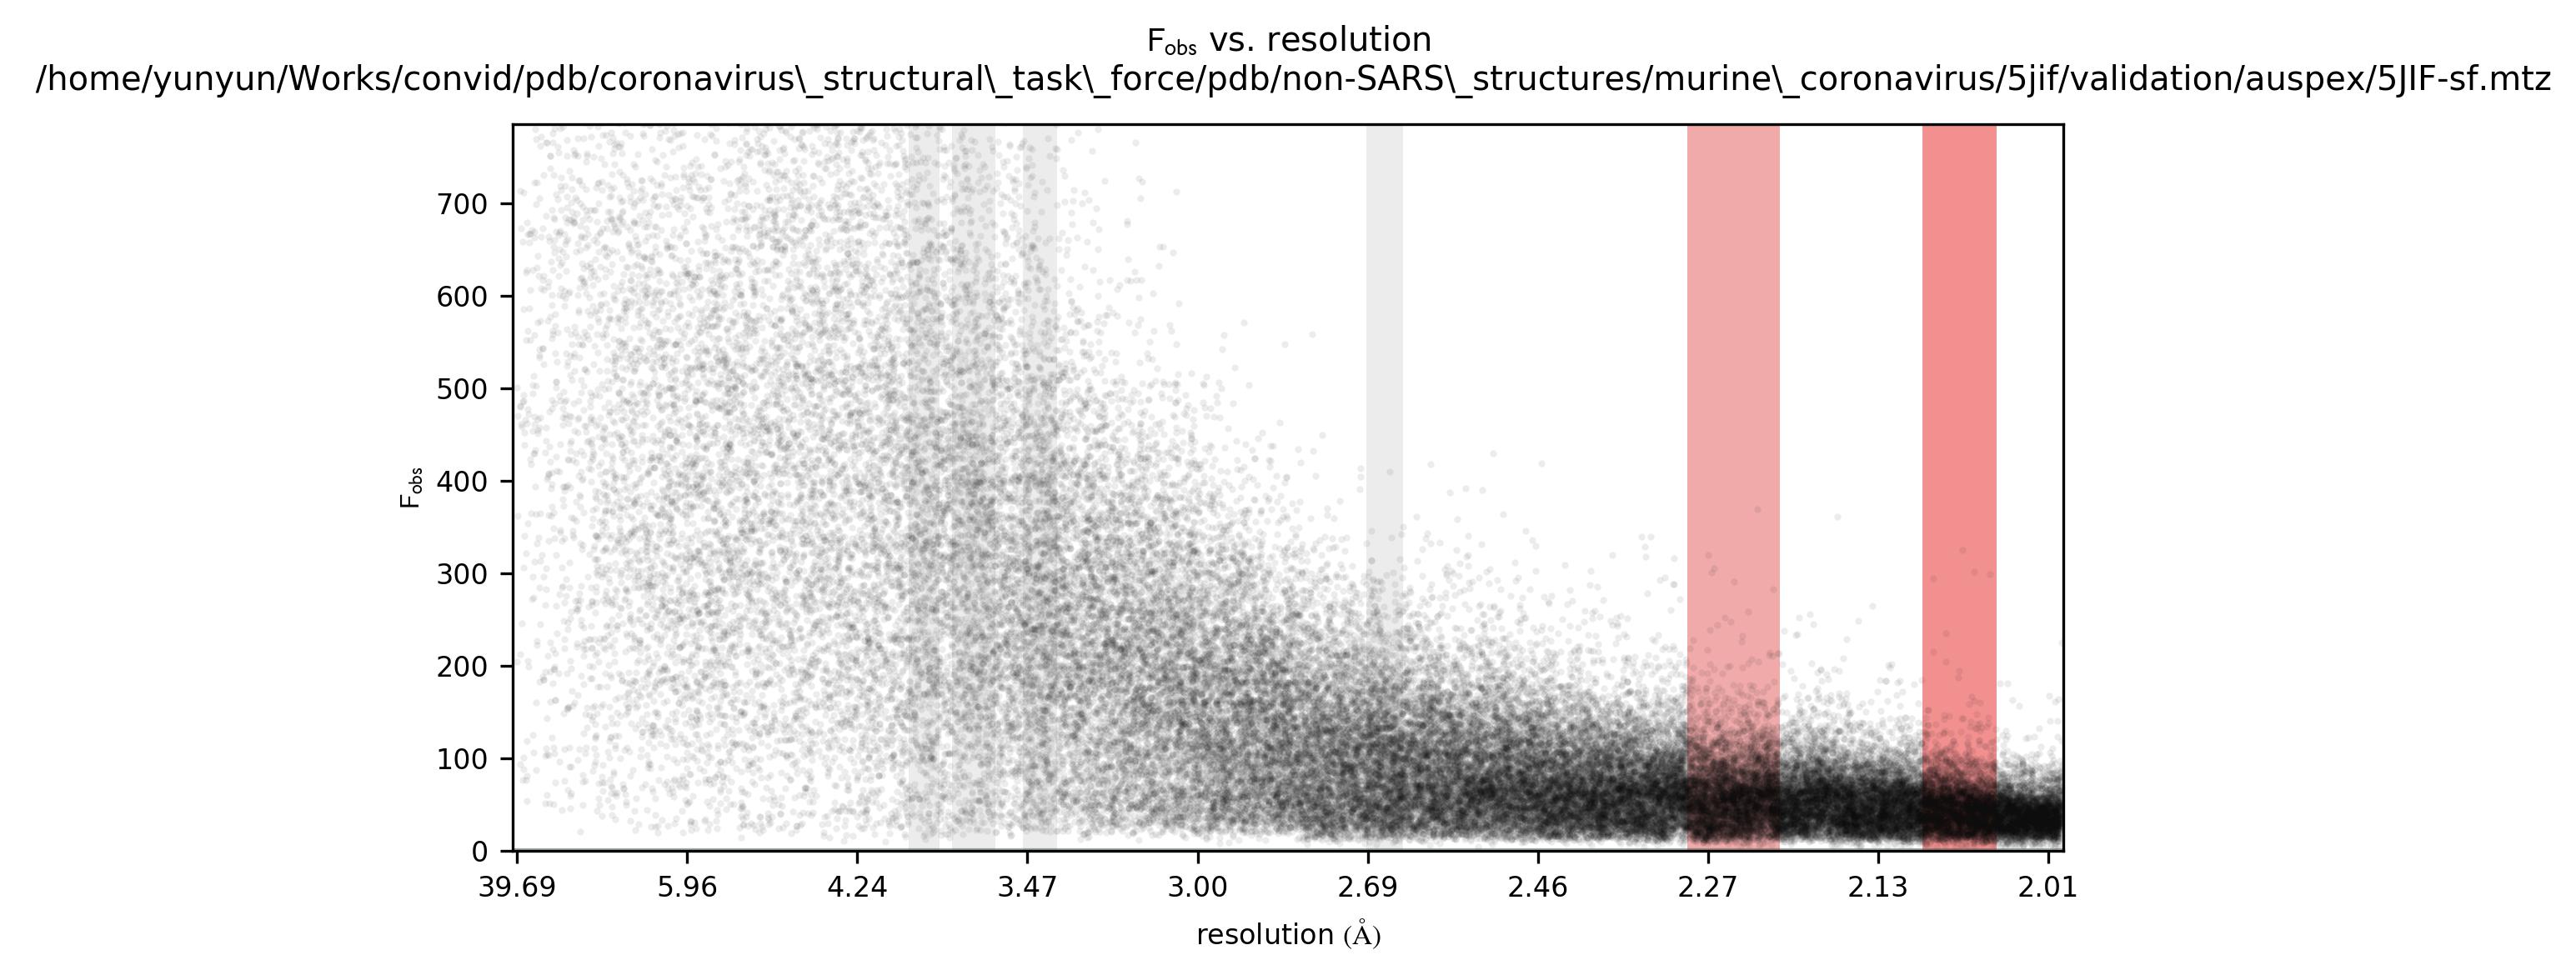 Fobs vs. resolution
/home/yunyun/Works/convid/pdb/coronavirus\_structural\_task\_force/pdb/non-SARS\_structures/murine\_coronavirus/5jif/validation/auspex/5JIF-sf.mtz
Fobs
700
600
500
400
300
200
100
0
39.69 5.96 4.24 3.47 3.00 2.69 2.46 2.27 2.13 2.01
resolution (Å)